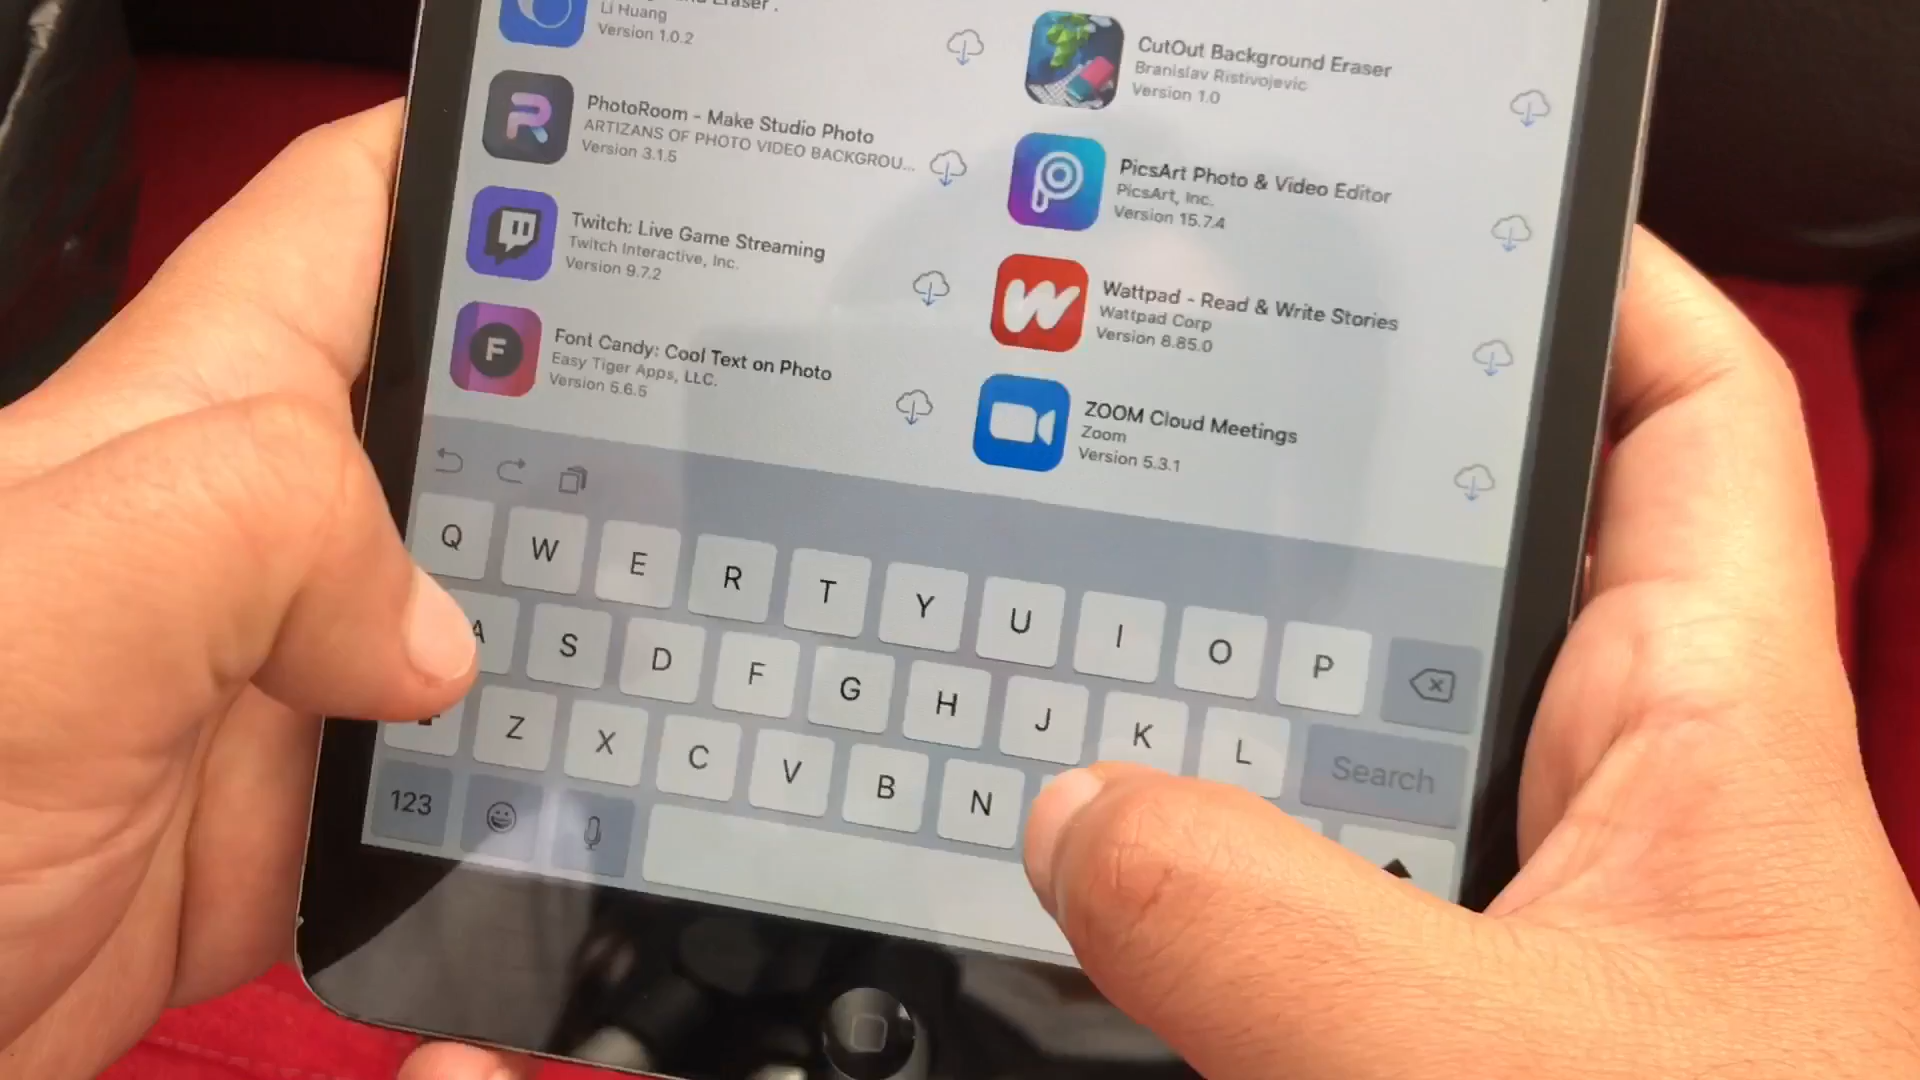 Li Huang
Version 1.0.2
PhotoRoom - Make Studio Photo
ARTIZANS OF PHOTO VIDEO BACKGROU...
Version 3.1.5
Twitch: Live Game Streaming
Twitch Interactive, Inc.
Version 9.7.2
F
Font Candy: Cool Text on Photo
Easy Tiger Apps, LLC.
Version 5.6.5
CutOut Background Eraser
Branislav Ristivojevic
Version 1.0
PicsArt Photo & Video Editor
PicsArt, Inc.
Version 15.7.4
Wattpad - Read & Write Stories
Wattpad Corp
Version 8.85.0
ZOOM Cloud Meetings
Zoom
Version 5.3.1
Q W E R T Y U I O P
A S D F G H J K L Search
Z X C V B N
123